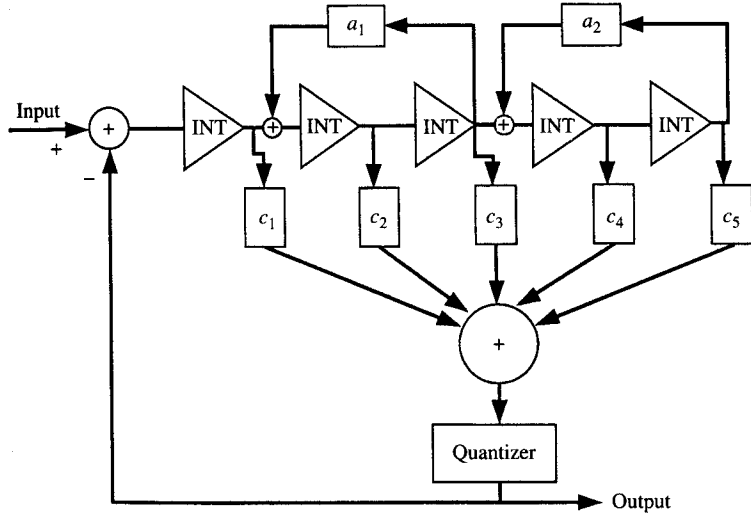 a₁
a₂
Input
+
+
−
INT
+
INT
INT
+
INT
INT
c₁
c₂
c₃
c₄
c₅
+
Quantizer
Output